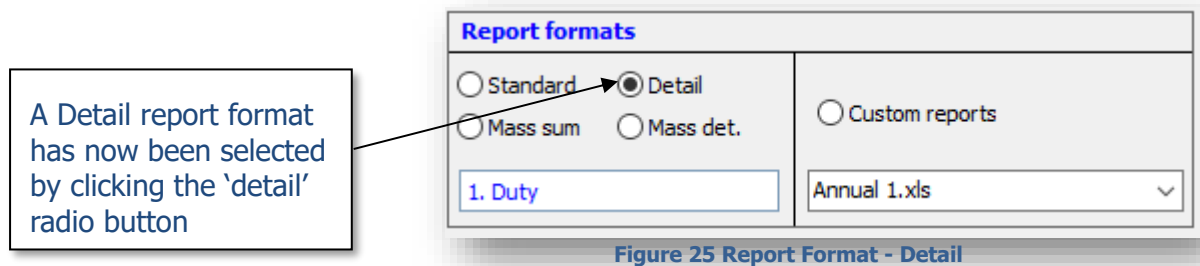 Report formats
Standard Detail
Mass sum Mass det.
Custom reports
1. Duty
Annual 1.xls
A Detail report format
has now been selected
by clicking the ‘detail’
radio button
Figure 25 Report Format - Detail